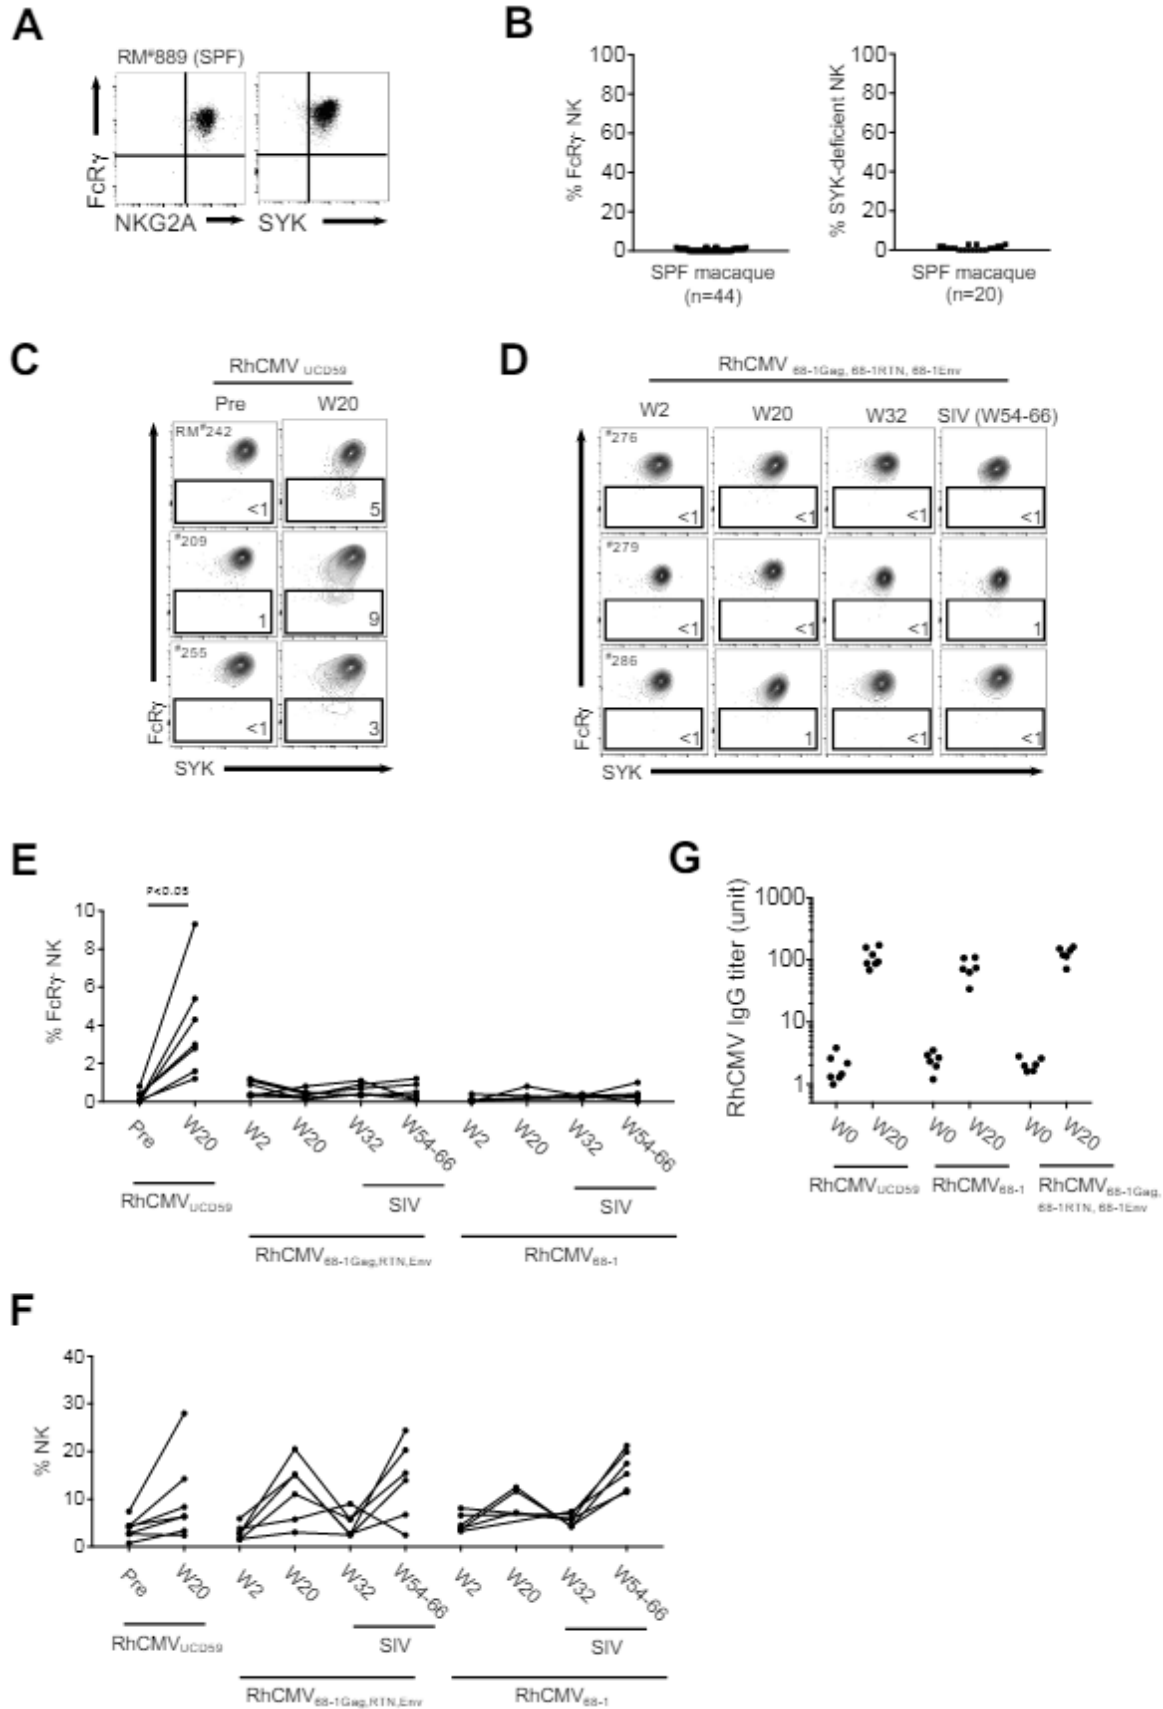 A
RM#889 (SPF)
FcRγ
NKG2A
SYK
B
100
80
60
40
20
0
% FcRγ- NK
SPF macaque
(n=44)
100
80
60
40
20
0
% SYK-deficient NK
SPF macaque
(n=20)
C
RhCMV UCD59
Pre W20
RM#242
<1 5
#209
1 9
#255
<1 3
FcRγ
SYK
D
RhCMV 68-1Gag, 68-1RTN, 68-1Env
W2 W20 W32 SIV (W54-66)
#276
<1 <1 <1 <1
#279
<1 <1 <1 1
#286
<1 1 <1 <1
FcRγ
SYK
E
P<0.05
10
8
6
4
2
0
% FcRγ- NK
Pre W20 W2 W20 W32 W54-66 W2 W20 W32 W54-66
RhCMVUCD59
SIV SIV
RhCMV68-1Gag,RTN,Env RhCMV68-1
G
RhCMV IgG titer (unit)
1000
100
10
1
W0 W20 W0 W20 W0 W20
RhCMVUCD59 RhCMV68-1 RhCMV68-1Gag,
68-1RTN, 68-1Env
F
40
30
20
10
0
% NK
Pre W20 W2 W20 W32 W54-66 W2 W20 W32 W54-66
RhCMVUCD59
SIV SIV
RhCMV68-1Gag,RTN,Env RhCMV68-1